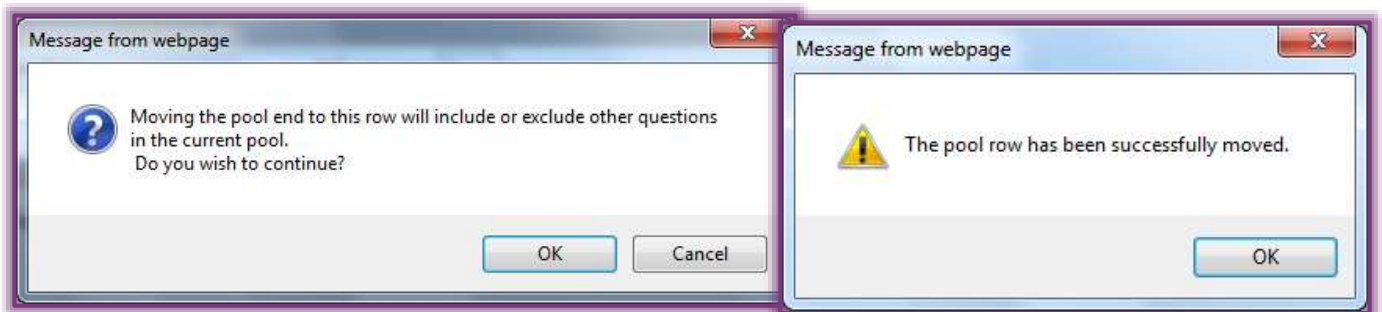 Message from webpage
Moving the pool end to this row will include or exclude other questions
in the current pool.
Do you wish to continue?
OK
Cancel
Message from webpage
The pool row has been successfully moved.
OK